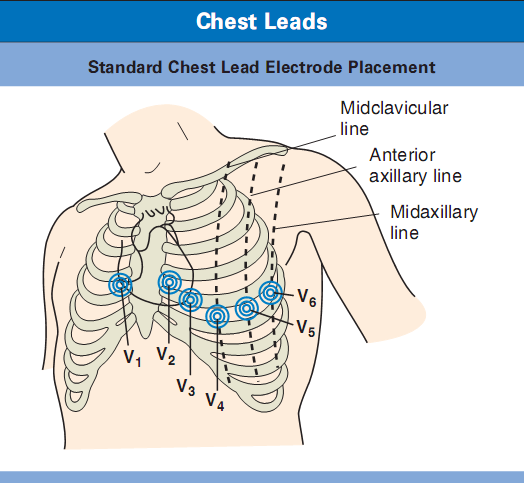 Chest Leads
Standard Chest Lead Electrode Placement
Midclavicular
line
Anterior
axillary line
Midaxillary
line
V6
V5
V1
V2
V3
V4